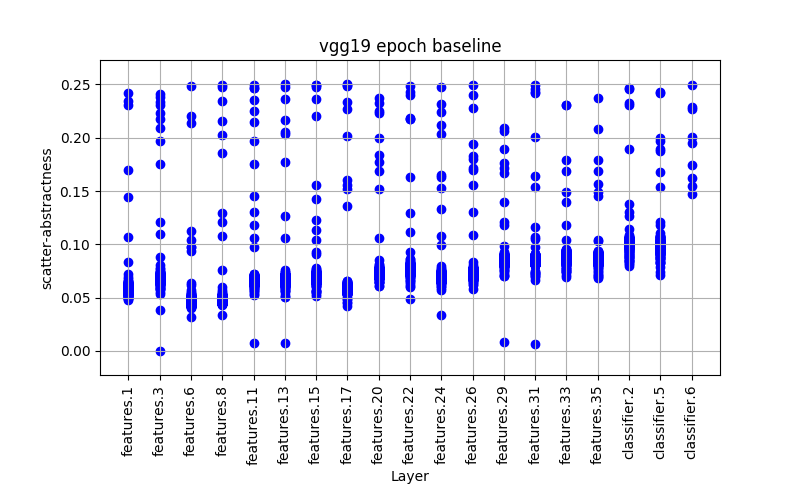 vgg19 epoch baseline
scatter-abstractness
0.25
0.20
0.15
0.10
0.05
0.00
features.1
features.3
features.6
features.8
features.11
features.13
features.15
features.17
features.20
features.22
features.24
features.26
features.29
features.31
features.33
features.35
classifier.2
classifier.5
classifier.6
Layer